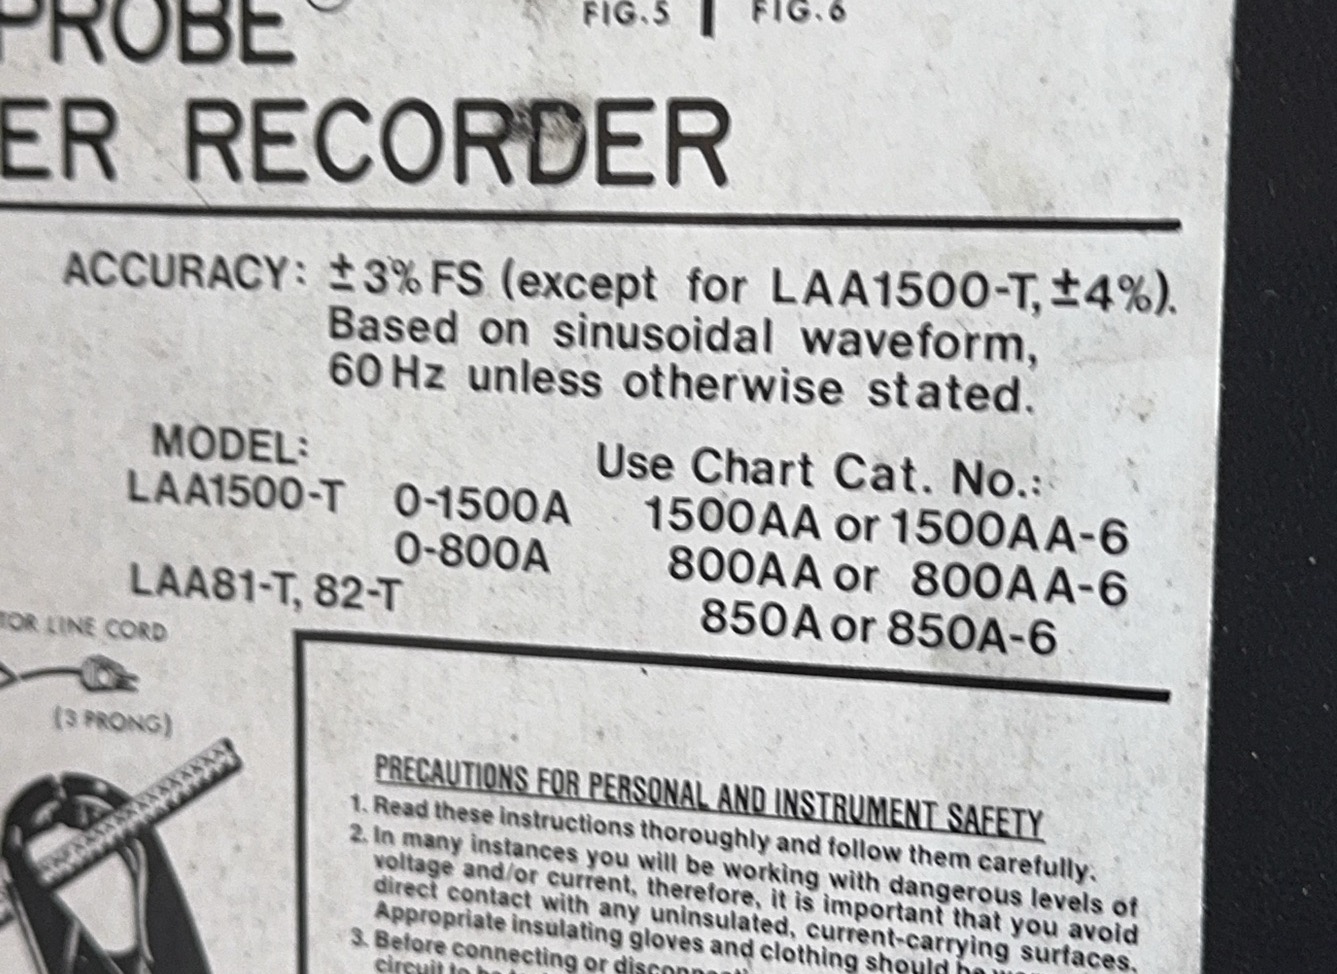 FIG.5 FIG.6
PROBE
ER RECORDER
ACCURACY: ±3% FS (except for LAA1500-T, ±4%).
Based on sinusoidal waveform,
60Hz unless otherwise stated.
MODEL: Use Chart Cat. No.:
LAA1500-T 0-1500A 1500AA or 1500AA-6
0-800A 800AA or 800AA-6
LAA81-T, 82-T 850A or 850A-6
TOR LINE CORD
(3 PRONG)
PRECAUTIONS FOR PERSONAL AND INSTRUMENT SAFETY
1. Read these instructions thoroughly and follow them carefully.
2. In many instances you will be working with dangerous levels of
voltage and/or current, therefore, it is important that you avoid
direct contact with any uninsulated, current-carrying surfaces.
Appropriate insulating gloves and clothing should be
3. Before connecting or
circuit to